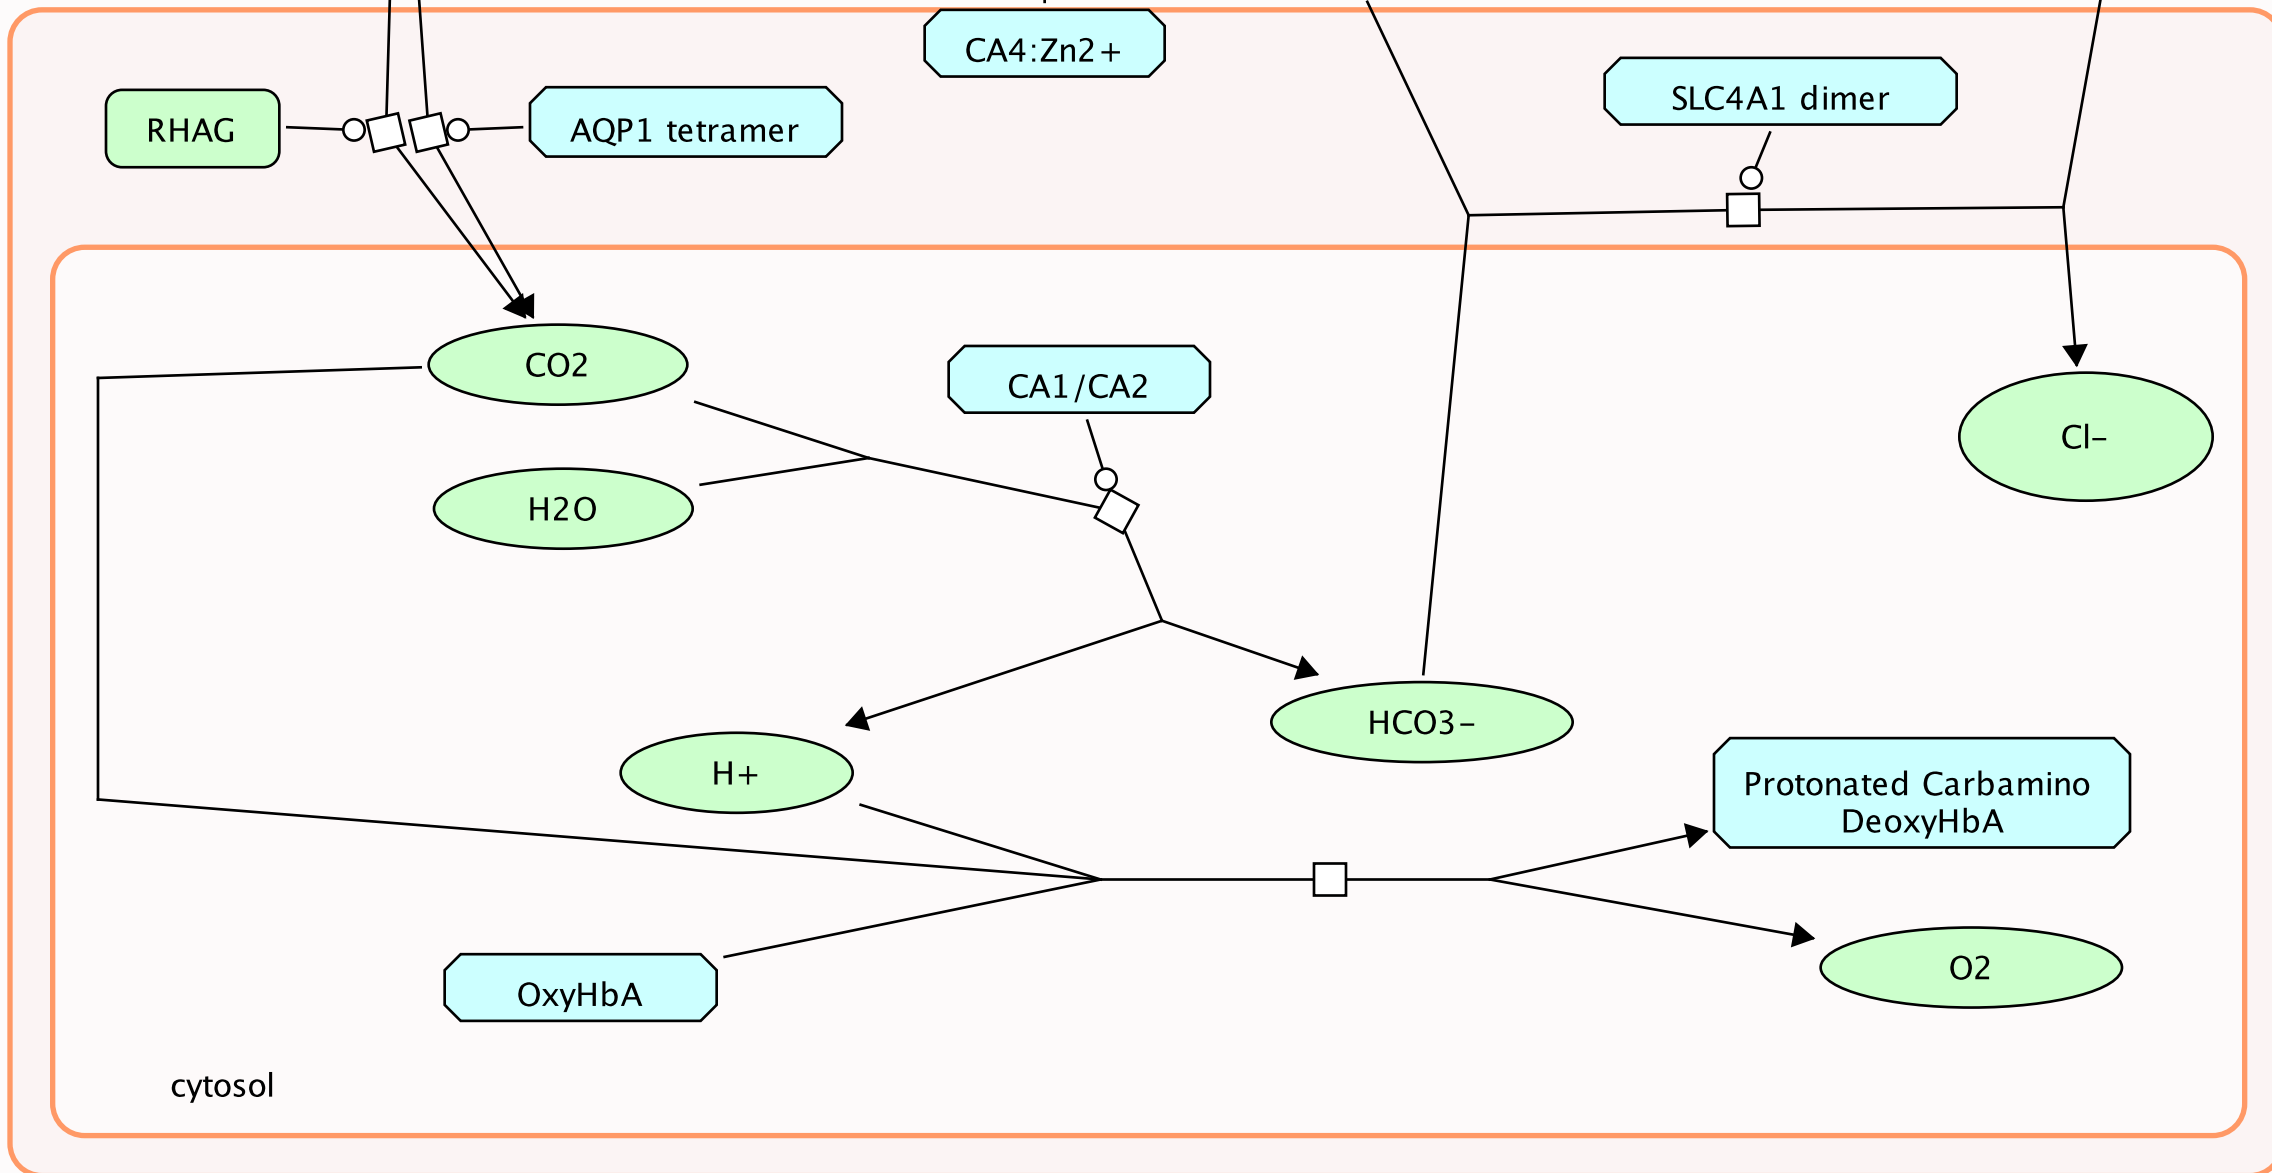 CA4:Zn2+
SLC4A1 dimer
RHAG
AQP1 tetramer
CO2
CA1/CA2
Cl-
H2O
HCO3-
H+
Protonated Carbamino
DeoxyHbA
O2
OxyHbA
cytosol